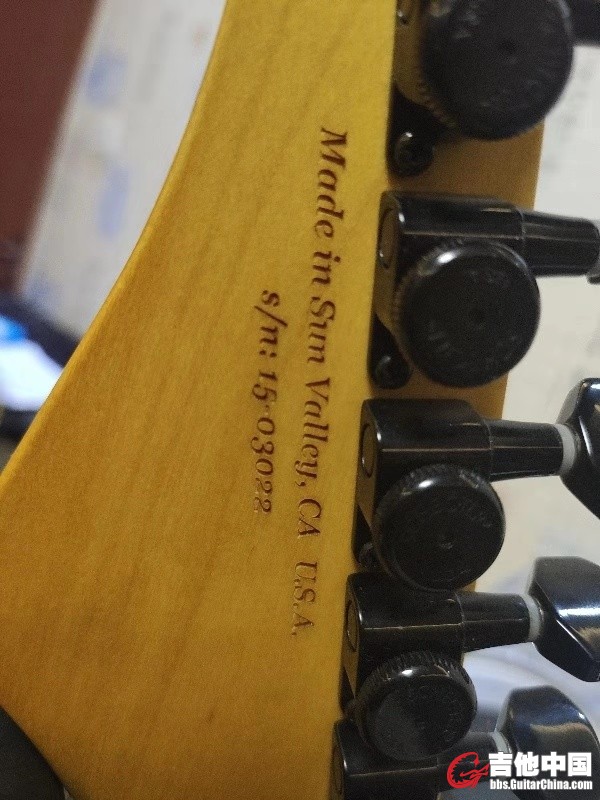 Made in Sun Valley, CA U.S.A.
s/n: 15-03022
吉他中国
bbs.GuitarChina.com